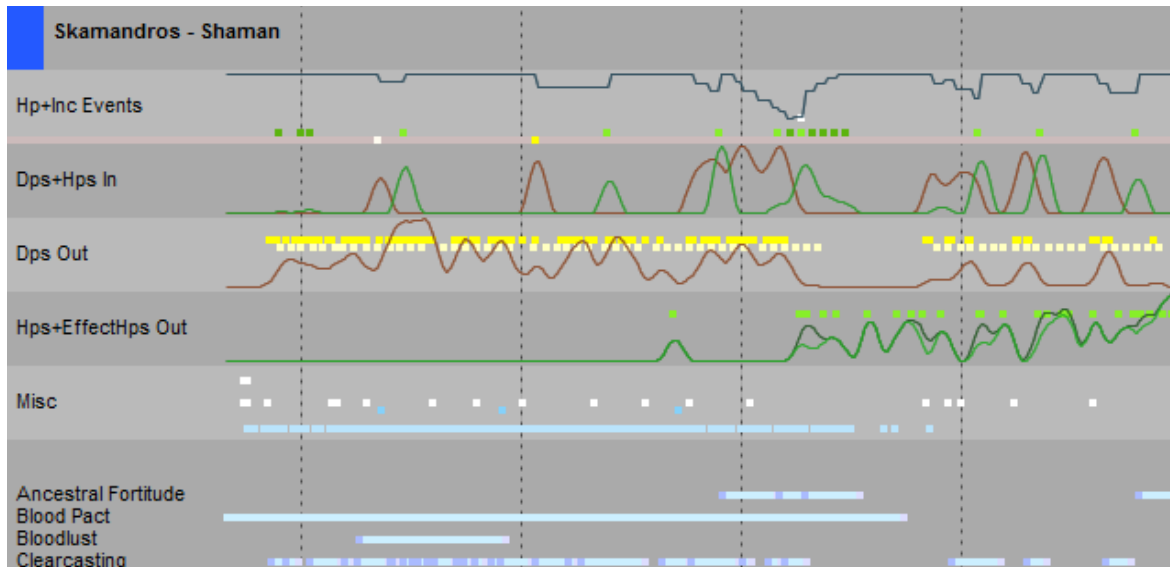 Skamandros - Shaman
Hp+Inc Events
Dps+Hps In
Dps Out
Hps+EffectHps Out
Misc
Ancestral Fortitude
Blood Pact
Bloodlust
Clearcasting